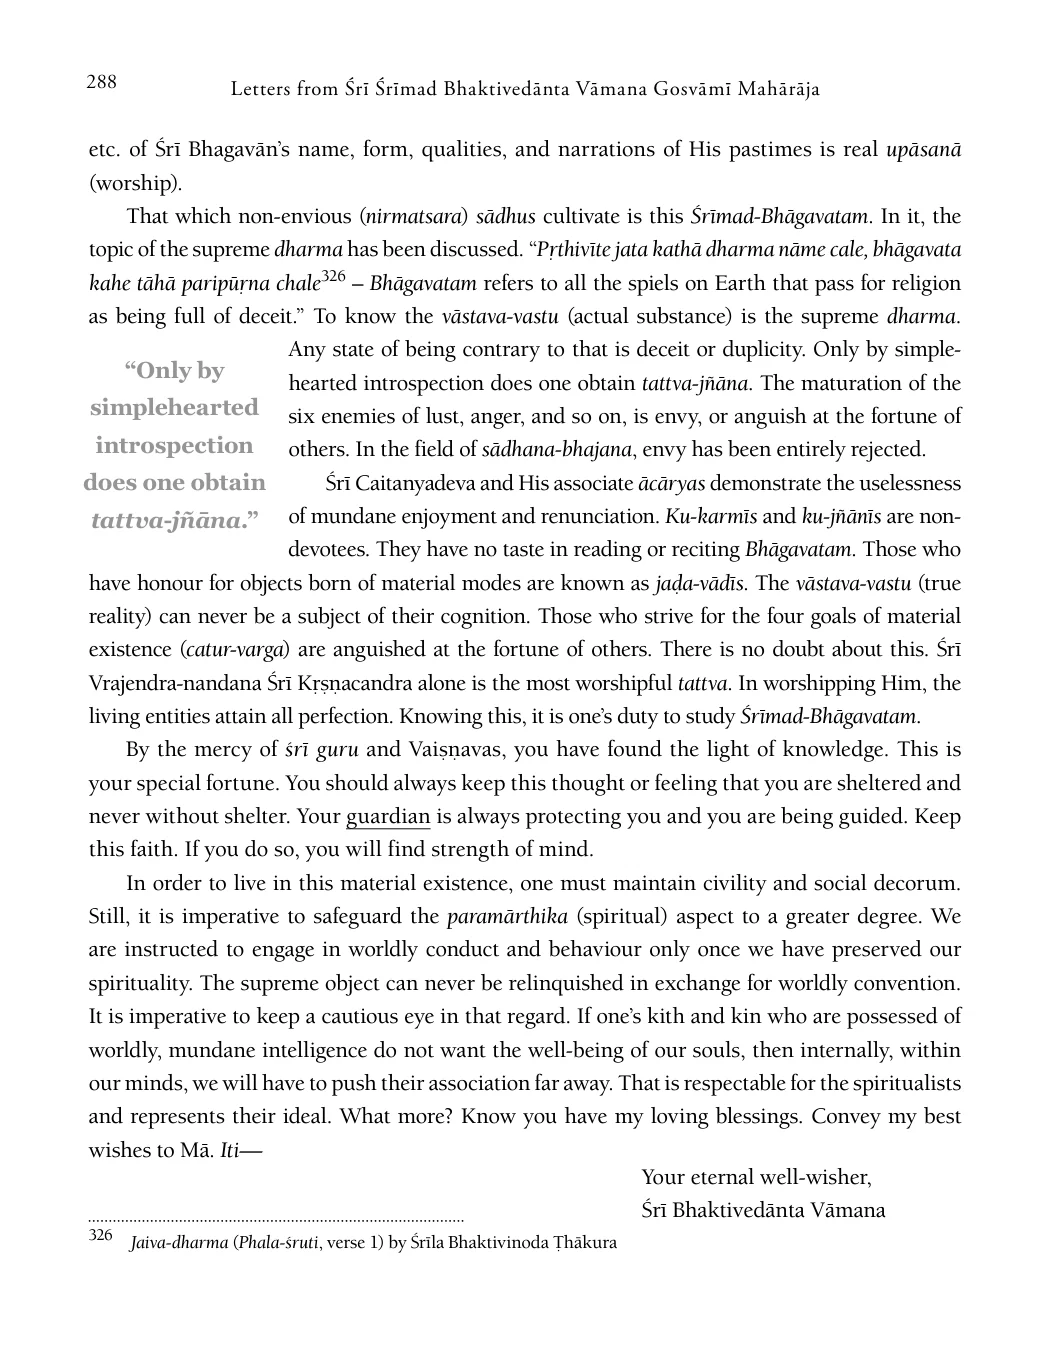 288
Letters from Śrī Śrīmad Bhaktivedānta Vāmana Gosvāmī Mahārāja
etc. of Śrī Bhagavān’s name, form, qualities, and narrations of His pastimes is real upāsanā
(worship).
That which non-envious (nirmatsara) sādhus cultivate is this Śrīmad-Bhāgavatam. In it, the
topic of the supreme dharma has been discussed. “Pṛthivīte jata kathā dharma nāme cale, bhāgavata
kahe tāhā paripūṛna chale326 – Bhāgavatam refers to all the spiels on Earth that pass for religion
as being full of deceit.” To know the vāstava-vastu (actual substance) is the supreme dharma.
Any state of being contrary to that is deceit or duplicity. Only by simple-
hearted introspection does one obtain tattva-jñāna. The maturation of the
six enemies of lust, anger, and so on, is envy, or anguish at the fortune of
others. In the field of sādhana-bhajana, envy has been entirely rejected.
“Only by
simplehearted
introspection
does one obtain
tattva-jñāna.”
Śrī Caitanyadeva and His associate ācāryas demonstrate the uselessness
of mundane enjoyment and renunciation. Ku-karmīs and ku-jñānīs are non-
devotees. They have no taste in reading or reciting Bhāgavatam. Those who
have honour for objects born of material modes are known as jaḍa-vādīs. The vāstava-vastu (true
reality) can never be a subject of their cognition. Those who strive for the four goals of material
existence (catur-varga) are anguished at the fortune of others. There is no doubt about this. Śrī
Vrajendra-nandana Śrī Kṛṣṇacandra alone is the most worshipful tattva. In worshipping Him, the
living entities attain all perfection. Knowing this, it is one’s duty to study Śrīmad-Bhāgavatam.
By the mercy of śrī guru and Vaiṣṇavas, you have found the light of knowledge. This is
your special fortune. You should always keep this thought or feeling that you are sheltered and
never without shelter. Your guardian is always protecting you and you are being guided. Keep
this faith. If you do so, you will find strength of mind.
In order to live in this material existence, one must maintain civility and social decorum.
Still, it is imperative to safeguard the paramārthika (spiritual) aspect to a greater degree. We
are instructed to engage in worldly conduct and behaviour only once we have preserved our
spirituality. The supreme object can never be relinquished in exchange for worldly convention.
It is imperative to keep a cautious eye in that regard. If one’s kith and kin who are possessed of
worldly, mundane intelligence do not want the well-being of our souls, then internally, within
our minds, we will have to push their association far away. That is respectable for the spiritualists
and represents their ideal. What more? Know you have my loving blessings. Convey my best
wishes to Mā. Iti—
Your eternal well-wisher,
Śrī Bhaktivedānta Vāmana
326 Jaiva-dharma (Phala-śruti, verse 1) by Śrīla Bhaktivinoda Ṭhākura